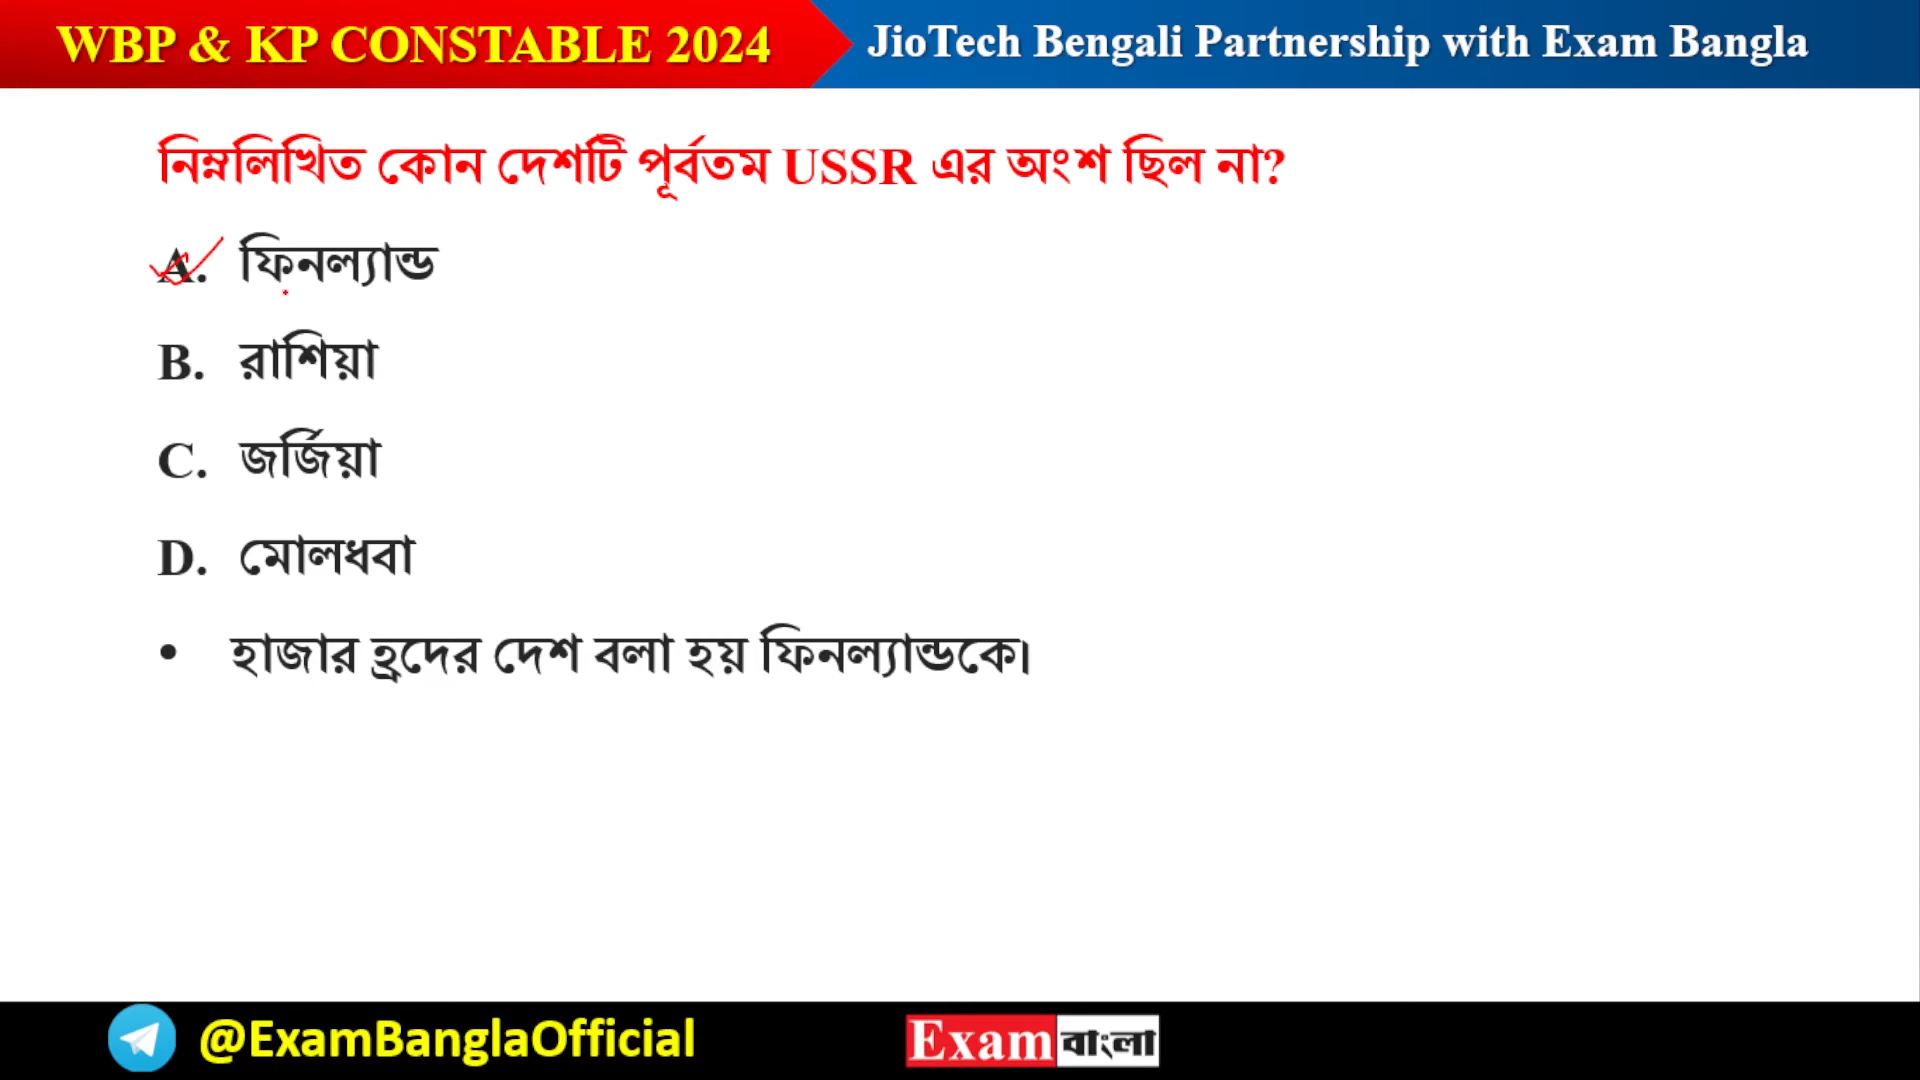 WBP & KP CONSTABLE 2024
JioTech Bengali Partnership with Exam Bangla
নিম্নলিখিত কোন দেশটি পূর্বতম USSR এর অংশ ছিল না?
A. ফিনল্যান্ড
B. রাশিয়া
C. জর্জিয়া
D. মোলধবা
• হাজার হ্রদের দেশ বলা হয় ফিনল্যান্ডকে।
@ExamBanglaOfficial
Exam বাংলা